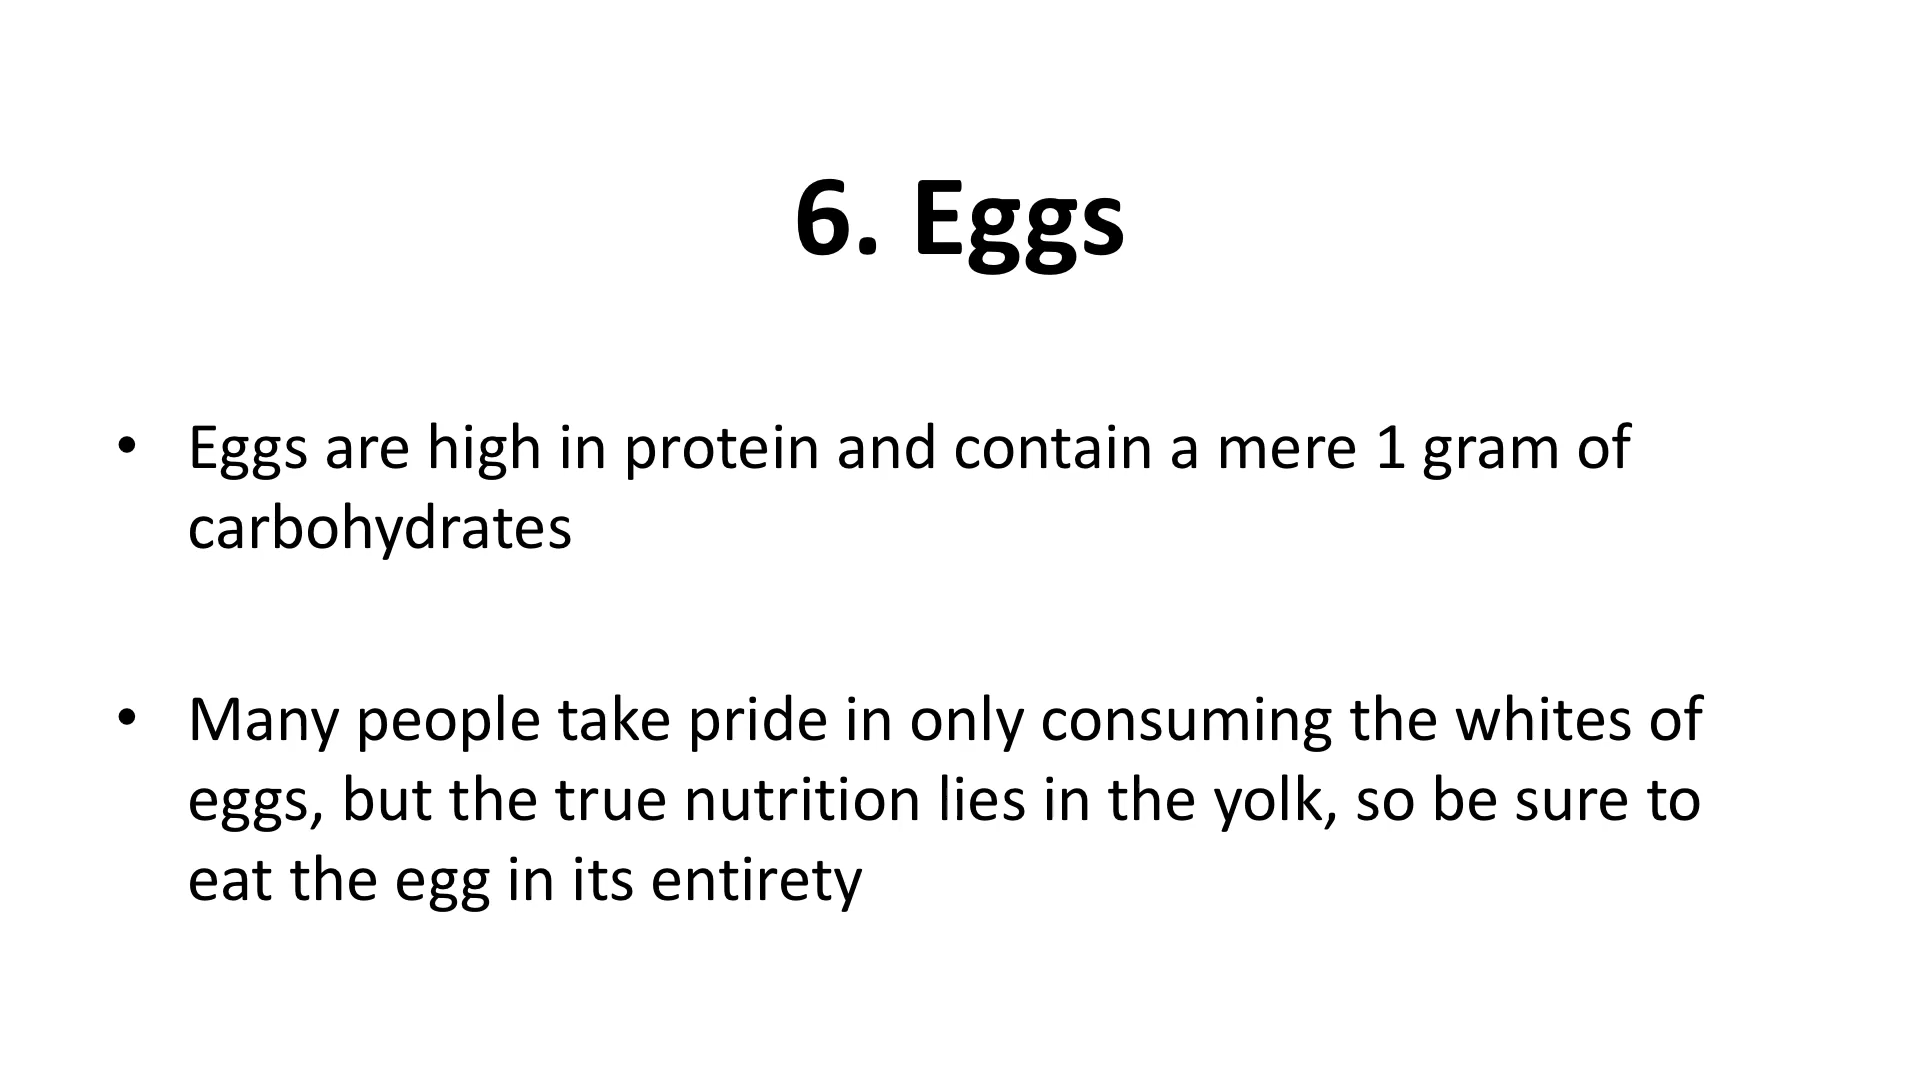 6. Eggs
• Eggs are high in protein and contain a mere 1 gram of
carbohydrates
• Many people take pride in only consuming the whites of
eggs, but the true nutrition lies in the yolk, so be sure to
eat the egg in its entirety